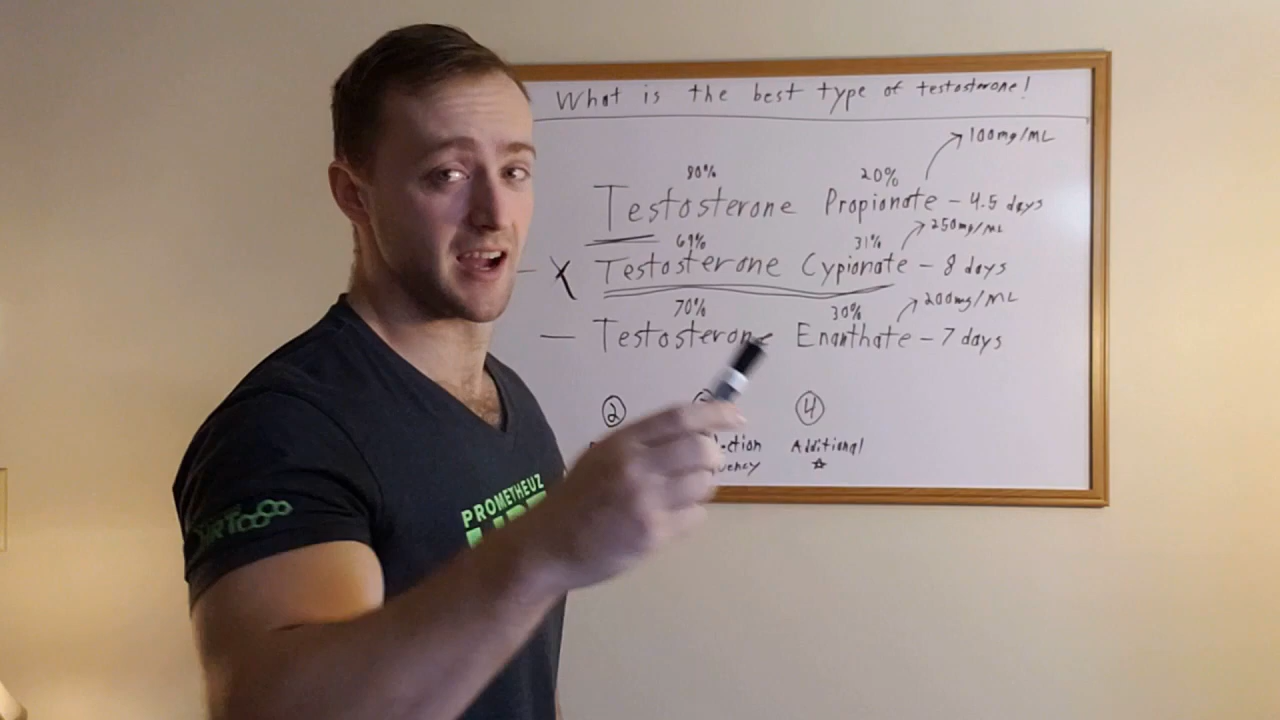 What is the best type of testosterone!
100mg/ML
80% 20%
Testosterone Propionate - 4.5 days
250mg/ML
69% 31%
- X Testosterone Cypionate - 8 days
200mg/ML
70% 30%
- Testosterone Enanthate - 7 days
2 4
Additional
PROMETHEUZ